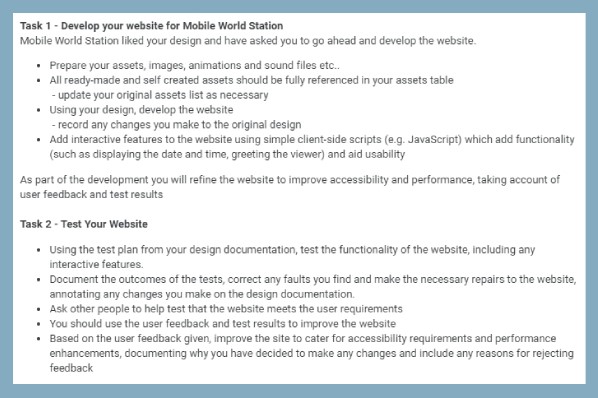 Task 1 - Develop your website for Mobile World Station
Mobile World Station liked your design and have asked you to go ahead and develop the website.
• Prepare your assets, images, animations and sound files etc..
• All ready-made and self created assets should be fully referenced in your assets table
- update your original assets list as necessary
• Using your design, develop the website
- record any changes you make to the original design
• Add interactive features to the website using simple client-side scripts (e.g. JavaScript) which add functionality
(such as displaying the date and time, greeting the viewer) and aid usability
As part of the development you will refine the website to improve accessibility and performance, taking account of
user feedback and test results
Task 2 - Test Your Website
• Using the test plan from your design documentation, test the functionality of the website, including any
interactive features.
• Document the outcomes of the tests, correct any faults you find and make the necessary repairs to the website,
annotating any changes you make on the design documentation.
• Ask other people to help test that the website meets the user requirements
• You should use the user feedback and test results to improve the website
• Based on the user feedback given, improve the site to cater for accessibility requirements and performance
enhancements, documenting why you have decided to make any changes and include any reasons for rejecting
feedback